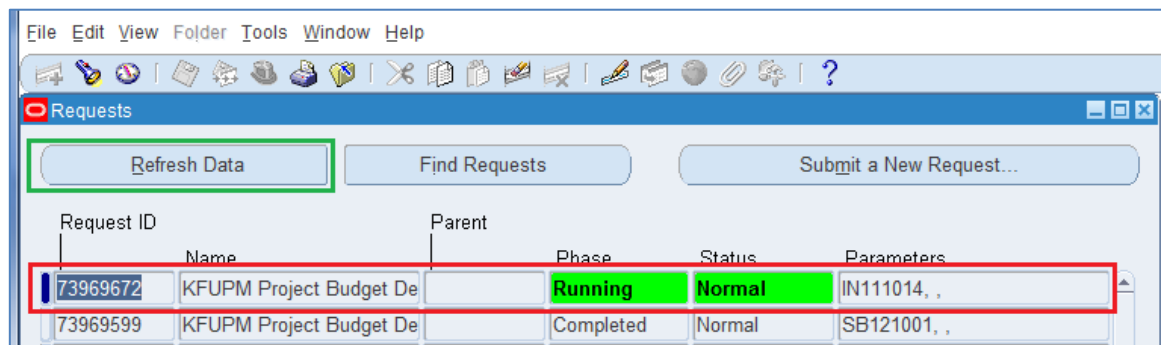 File Edit View Folder Tools Window Help
?
Requests
Refresh Data Find Requests Submit a New Request...
Request ID Parent
Name Phase Status Parameters
73969672 KFUPM Project Budget De Running Normal IN111014, ,
73969599 KFUPM Project Budget De Completed Normal SB121001, ,